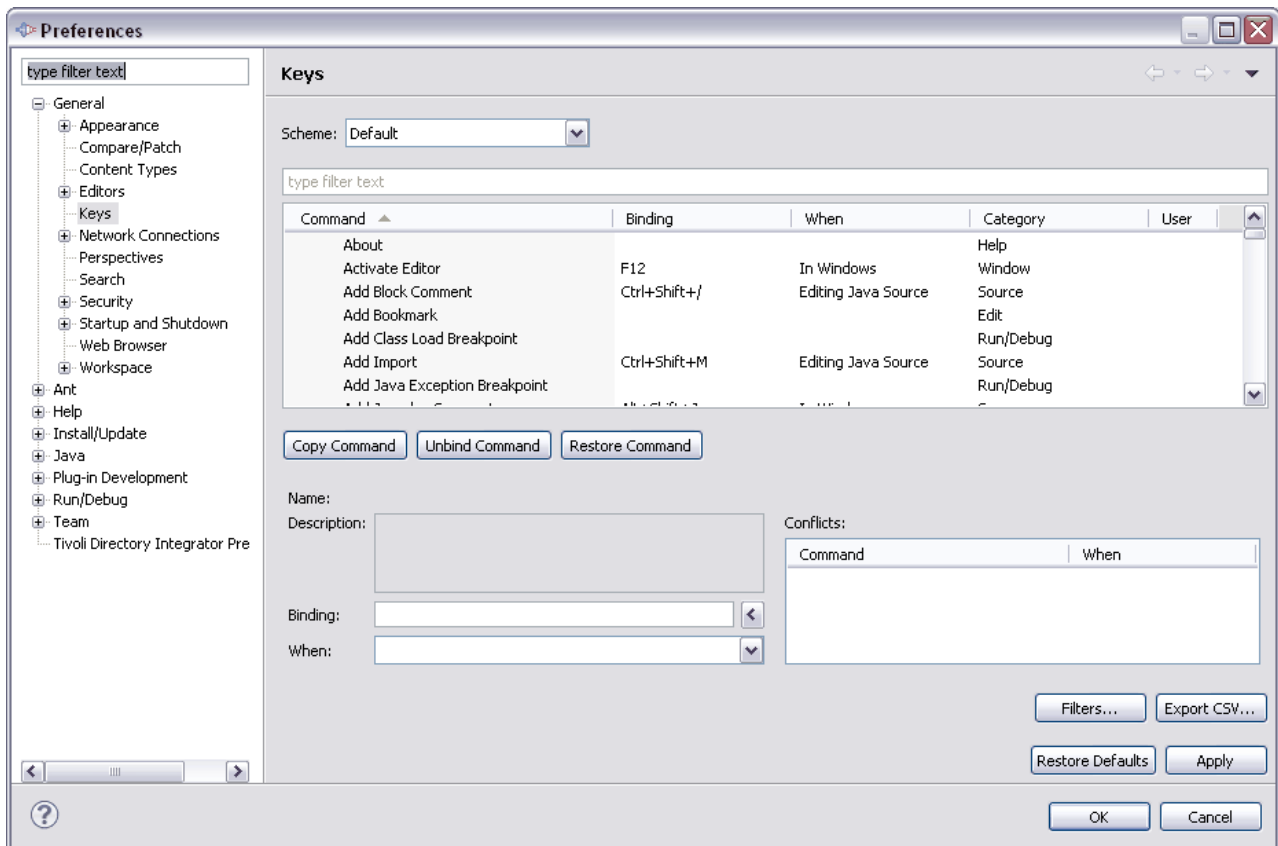 Preferences
type filter text
General
Appearance
Compare/Patch
Content Types
Editors
Keys
Network Connections
Perspectives
Search
Security
Startup and Shutdown
Web Browser
Workspace
Ant
Help
Install/Update
Java
Plug-in Development
Run/Debug
Team
Tivoli Directory Integrator Pre
Keys
Scheme: Default
type filter text
Command Binding When Category User
About Help
Activate Editor F12 In Windows Window
Add Block Comment Ctrl+Shift+/ Editing Java Source Source
Add Bookmark Edit
Add Class Load Breakpoint Run/Debug
Add Import Ctrl+Shift+M Editing Java Source Source
Add Java Exception Breakpoint Run/Debug
Copy Command Unbind Command Restore Command
Name:
Description:
Binding:
When:
Conflicts:
Command When
Filters... Export CSV...
Restore Defaults Apply
? OK Cancel